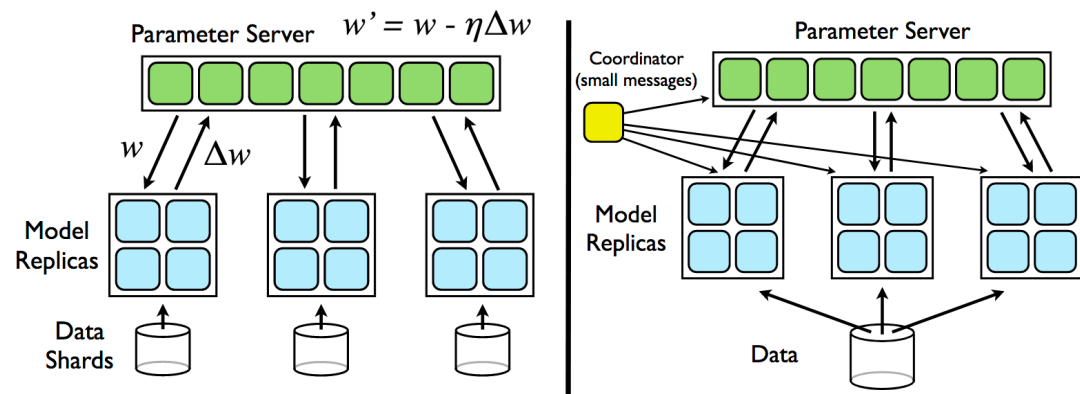 Parameter Server
w’ = w - ηΔw
w
Δw
Model
Replicas
Data
Shards
Parameter Server
Coordinator
(small messages)
Model
Replicas
Data